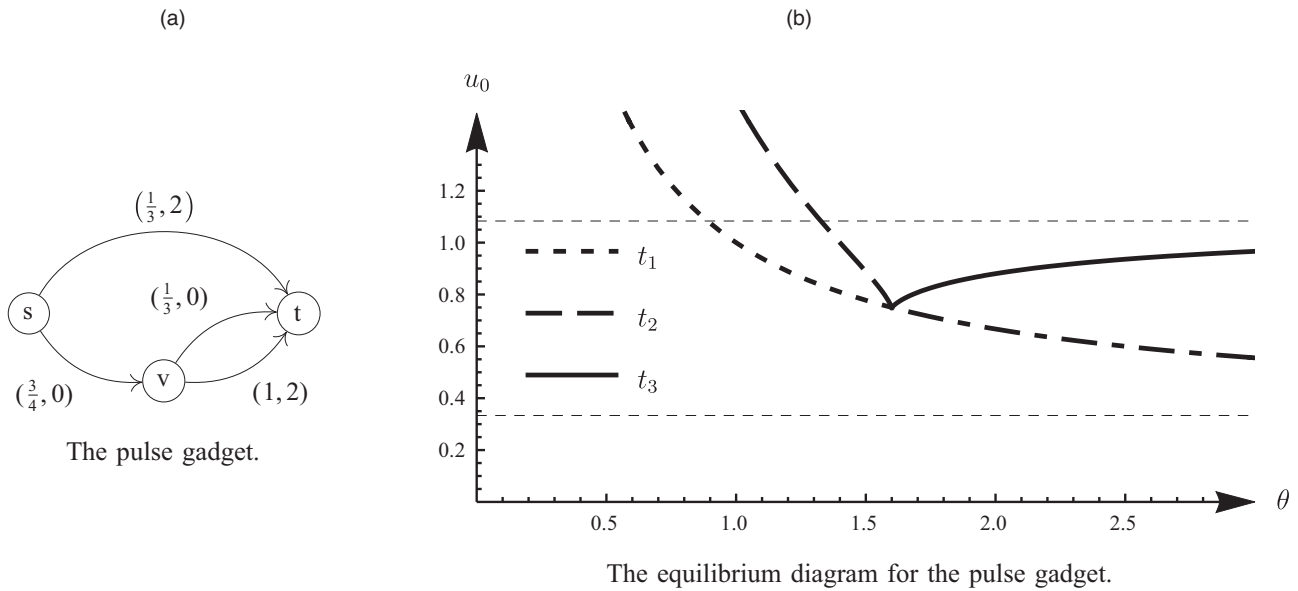 (a)
(b)
(1/3, 2)
(1/3, 0)
s
t
v
(3/4, 0)
(1, 2)
The pulse gadget.
u₀
1.2
1.0
0.8
0.6
0.4
0.2
t₁
t₂
t₃
0.5
1.0
1.5
2.0
2.5
θ
The equilibrium diagram for the pulse gadget.